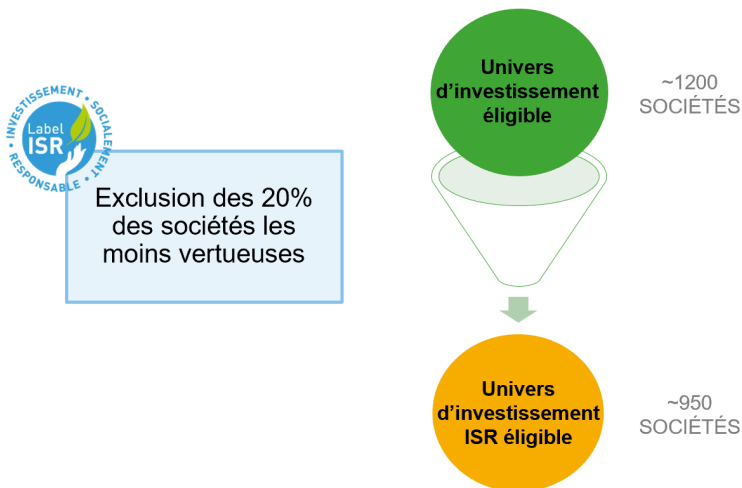 Univers
d'investissement
éligible
~1200
SOCIÉTÉS
INVESTISSEMENT • SOCIALEMENT • RESPONSABLE •
Label
ISR
Exclusion des 20%
des sociétés les
moins vertueuses
Univers
d'investissement
ISR éligible
~950
SOCIÉTÉS